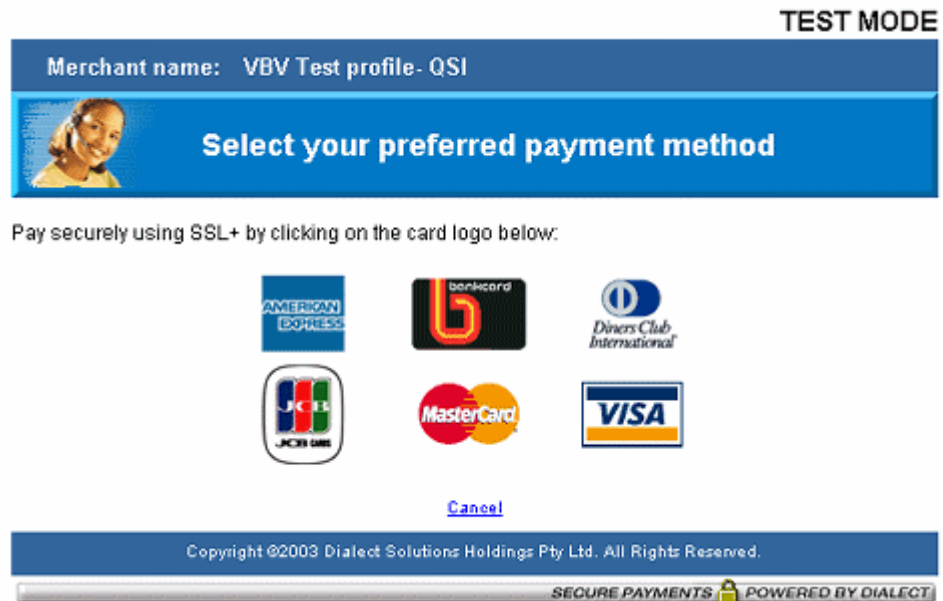 TEST MODE
Merchant name: VBV Test profile- QSI
Select your preferred payment method
Pay securely using SSL+ by clicking on the card logo below:
AMERICAN
EXPRESS
bankcard
b
Diners Club
International
JCB
JCB CARDS
MasterCard
VISA
Cancel
Copyright ©2003 Dialect Solutions Holdings Pty Ltd. All Rights Reserved.
SECURE PAYMENTS POWERED BY DIALECT